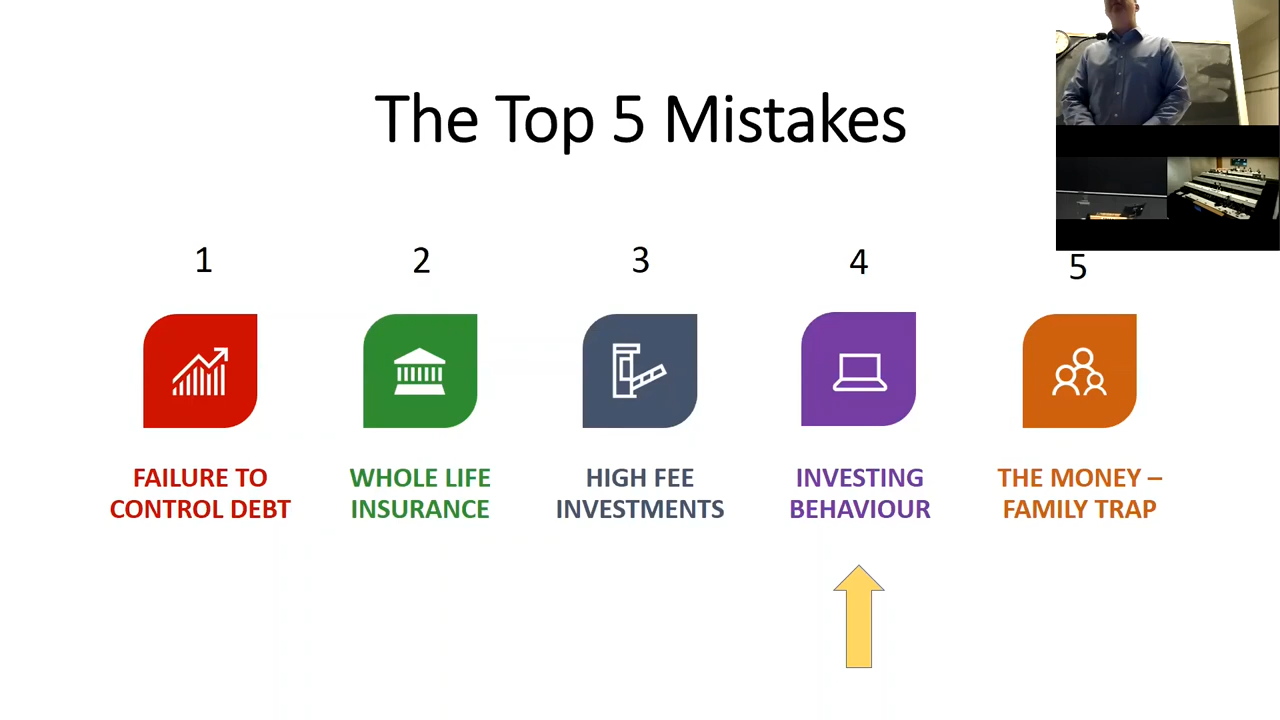 The Top 5 Mistakes
1
2
3
4
5
FAILURE TO
CONTROL DEBT
WHOLE LIFE
INSURANCE
HIGH FEE
INVESTMENTS
INVESTING
BEHAVIOUR
THE MONEY –
FAMILY TRAP